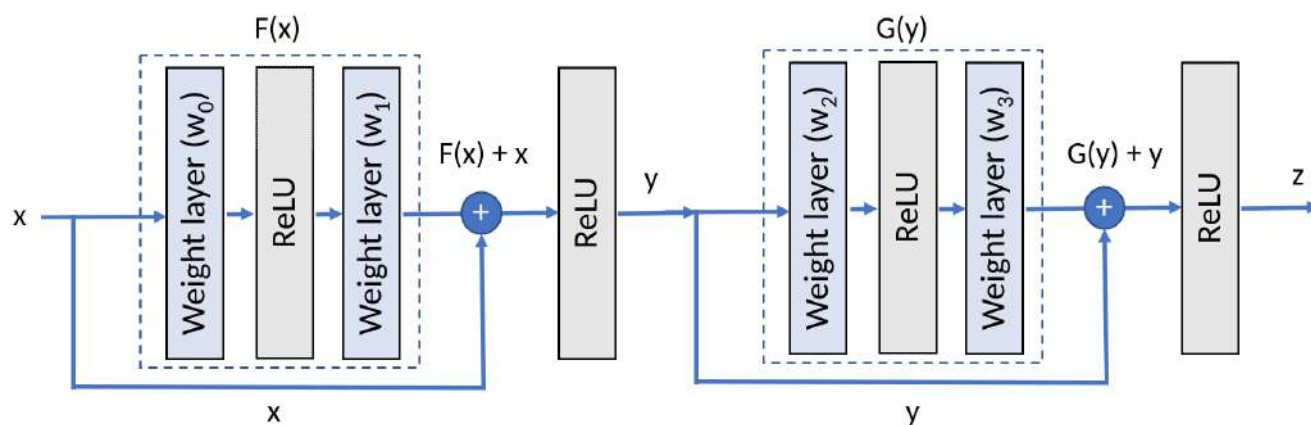 F(x)
G(y)
Weight layer (w₀)
ReLU
Weight layer (w₁)
F(x) + x
ReLU
y
Weight layer (w₂)
ReLU
Weight layer (w₃)
G(y) + y
ReLU
z
x
+
+
x
y